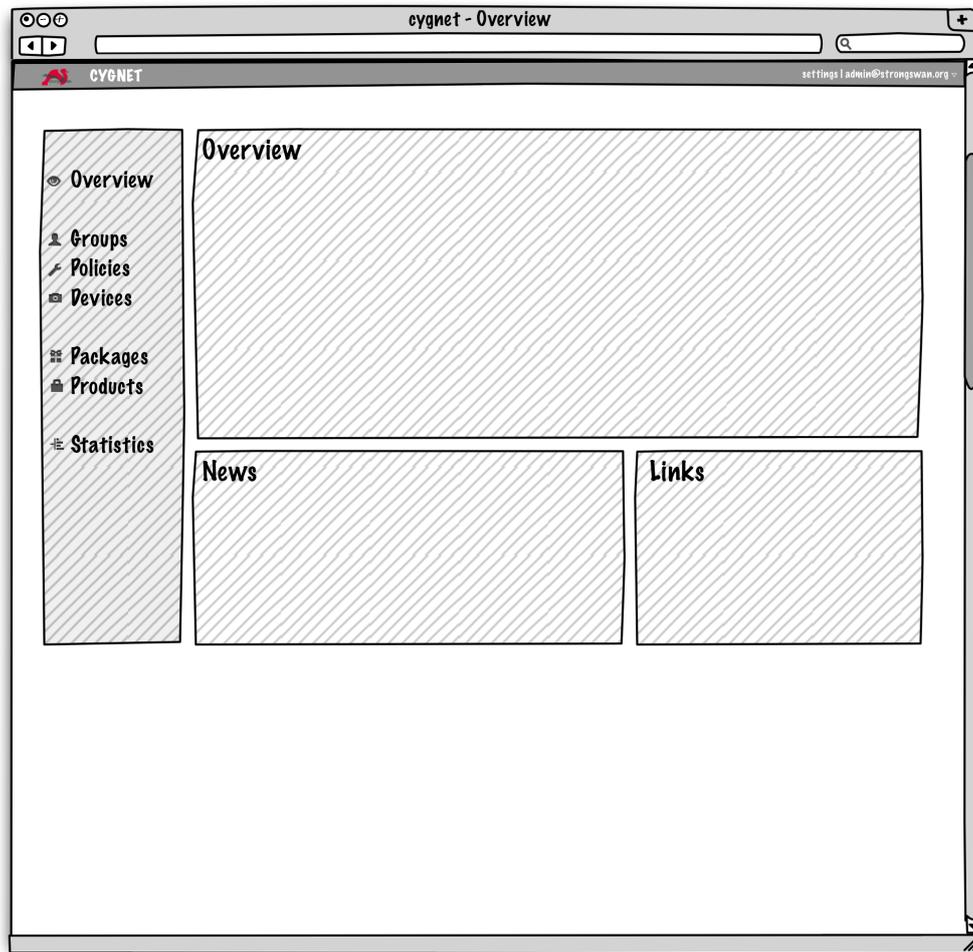 cygnet - Overview
CYGNET
settings | admin@strongswan.org
Overview
Groups
Policies
Devices
Packages
Products
Statistics
Overview
News
Links